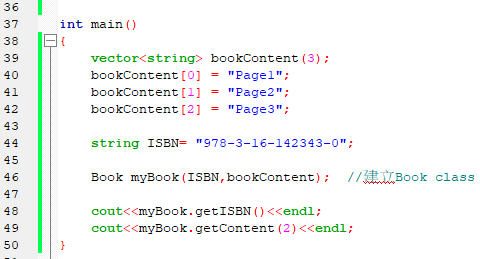 36
37 int main()
38 {
39 vector<string> bookContent(3);
40 bookContent[0] = "Page1";
41 bookContent[1] = "Page2";
42 bookContent[2] = "Page3";
43
44 string ISBN= "978-3-16-142343-0";
45
46 Book myBook(ISBN,bookContent); //建立Book class
47
48 cout<<myBook.getISBN()<<endl;
49 cout<<myBook.getContent(2)<<endl;
50 }